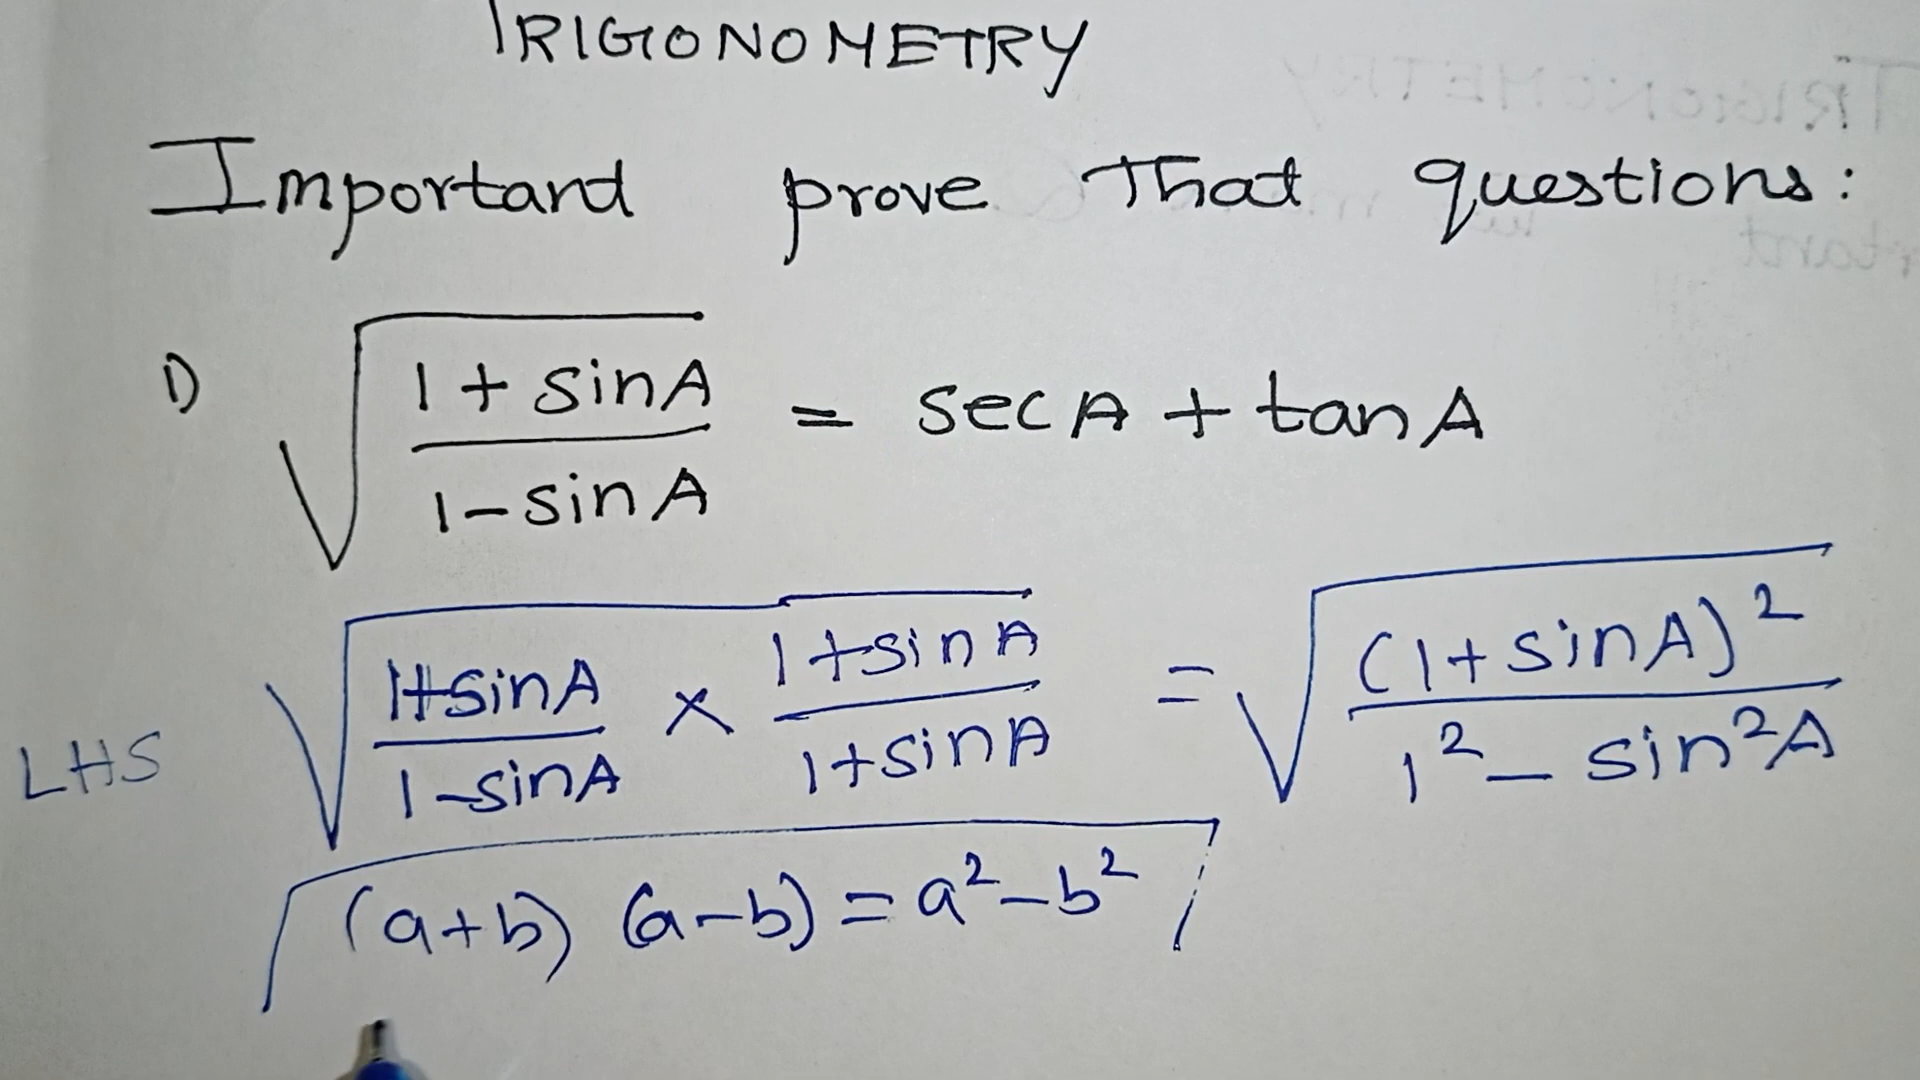 TRIGONOMETRY
Important prove that questions:
1) √((1 + sinA)/(1 - sinA)) = secA + tanA
LHS √((1+sinA)/(1-sinA) × (1+sinA)/(1+sinA)) = √((1+sinA)²/(1² - sin²A))
(a+b) (a-b) = a² - b²